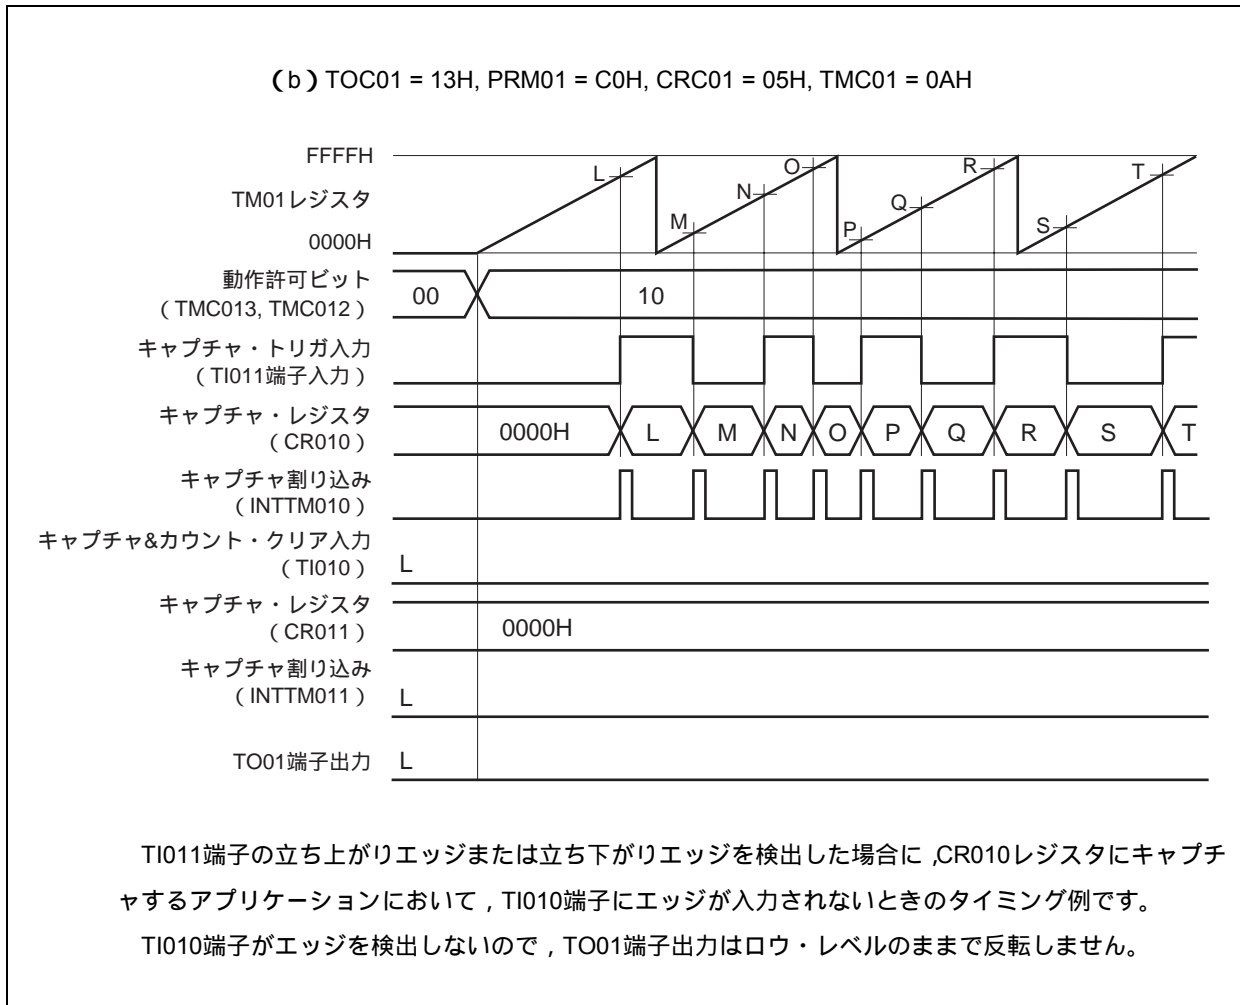 （b）TOC01 = 13H, PRM01 = C0H, CRC01 = 05H, TMC01 = 0AH
FFFFH
TM01レジスタ
0000H
L
M
N
O
P
Q
R
S
T
動作許可ビット
（TMC013, TMC012）
00
10
キャプチャ・トリガ入力
（TI011端子入力）
キャプチャ・レジスタ
（CR010）
0000H
L
M
N
O
P
Q
R
S
T
キャプチャ割り込み
（INTTM010）
キャプチャ&カウント・クリア入力
（TI010）
L
キャプチャ・レジスタ
（CR011）
0000H
キャプチャ割り込み
（INTTM011）
L
TO01端子出力
L
TI011端子の立ち上がりエッジまたは立ち下がりエッジを検出した場合に，CR010レジスタにキャプチ
ャするアプリケーションにおいて，TI010端子にエッジが入力されないときのタイミング例です。
TI010端子がエッジを検出しないので，TO01端子出力はロウ・レベルのままで反転しません。